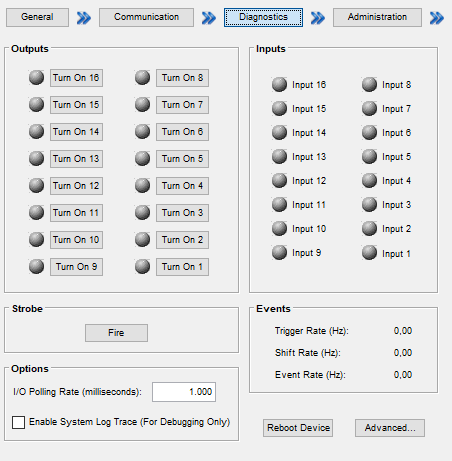 General Communication Diagnostics Administration
Outputs
Turn On 16 Turn On 8
Turn On 15 Turn On 7
Turn On 14 Turn On 6
Turn On 13 Turn On 5
Turn On 12 Turn On 4
Turn On 11 Turn On 3
Turn On 10 Turn On 2
Turn On 9 Turn On 1
Inputs
Input 16 Input 8
Input 15 Input 7
Input 14 Input 6
Input 13 Input 5
Input 12 Input 4
Input 11 Input 3
Input 10 Input 2
Input 9 Input 1
Strobe
Fire
Events
Trigger Rate (Hz): 0,00
Shift Rate (Hz): 0,00
Event Rate (Hz): 0,00
Options
I/O Polling Rate (milliseconds): 1.000
Enable System Log Trace (For Debugging Only)
Reboot Device Advanced...